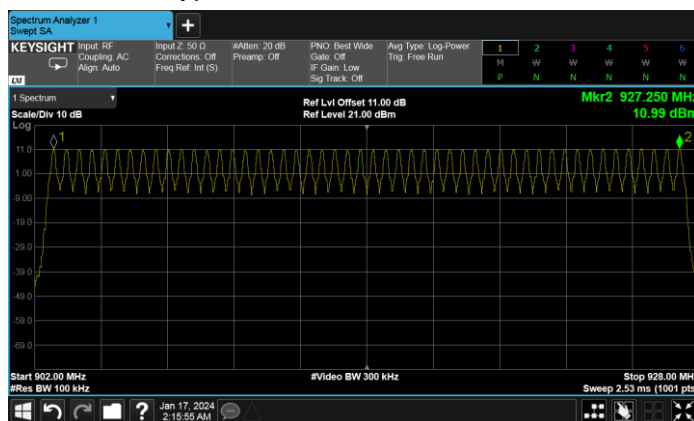 Spectrum Analyzer 1
Swept SA
KEYSIGHT Input: RF Input Z: 50 Ω #Atten: 20 dB PNO: Best Wide Avg Type: Log-Power 1 2 3 4 5 6
Coupling: AC Corrections: Off Preamp: Off Gate: Off Trig: Free Run M W W W W W
Align: Auto Freq Ref: Int (S) IF Gain: Low
LXI Sig Track: Off P N N N N N
1 Spectrum Ref Lvl Offset 11.00 dB Mkr2 927.250 MHz
Scale/Div 10 dB Ref Level 21.00 dBm 10.99 dBm
Log
1 2
11.0
1.00
-9.00
-19.0
-29.0
-39.0
-49.0
-59.0
-69.0
Start 902.00 MHz #Video BW 300 kHz Stop 928.00 MH
#Res BW 100 kHz Sweep 2.53 ms (1001 pts
? Jan 17, 2024
2:15:55 AM